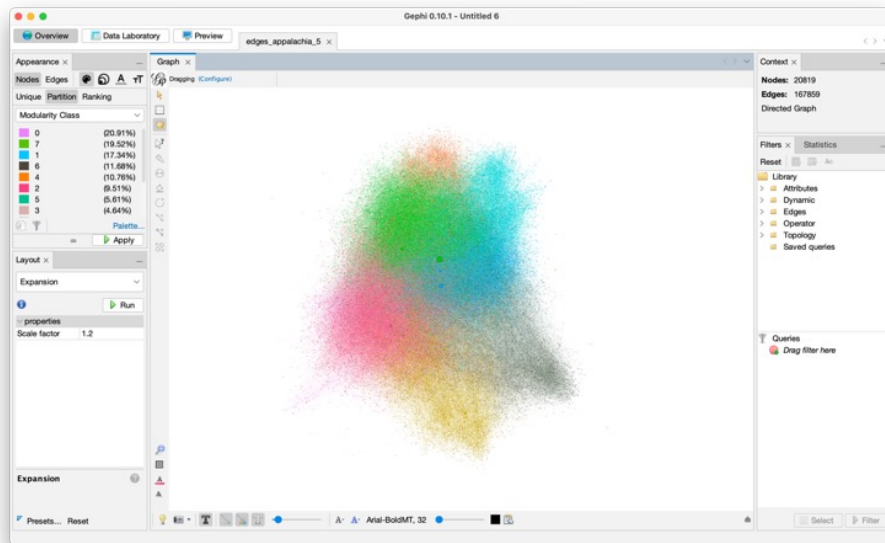 Gephi 0.10.1 - Untitled 6
Overview
Data Laboratory
Preview
edges_appalachia_5 ×
Appearance ×
Nodes Edges
Unique Partition Ranking
Modularity Class
0 (20.91%)
7 (19.52%)
1 (17.34%)
6 (11.68%)
4 (10.76%)
2 (9.51%)
5 (5.61%)
3 (4.64%)
Palette...
Apply
Layout ×
Expansion
Run
properties
Scale factor 1.2
Expansion
Presets... Reset
Graph ×
Dragging (Configure)
Arial-BoldMT, 32
Context ×
Nodes: 20819
Edges: 167859
Directed Graph
Filters × Statistics
Reset
Library
Attributes
Dynamic
Edges
Operator
Topology
Saved queries
Queries
Drag filter here
Select Filter